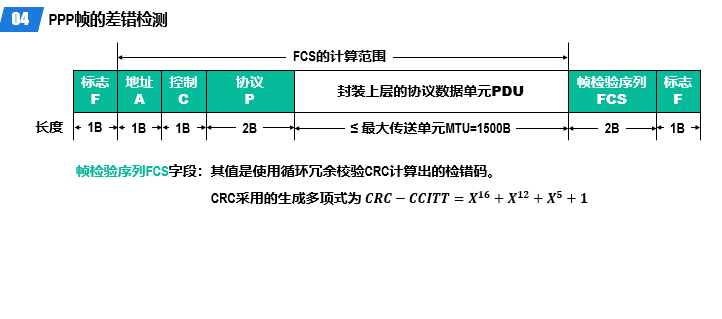 04 PPP帧的差错检测
FCS的计算范围
标志 地址 控制 协议 封装上层的协议数据单元PDU 帧检验序列 标志
F A C P FCS F
长度 1B 1B 1B 2B ≤ 最大传送单元MTU=1500B 2B 1B
帧检验序列FCS字段：其值是使用循环冗余校验CRC计算出的检错码。
CRC采用的生成多项式为 CRC − CCITT = X¹⁶ + X¹² + X⁵ + 1